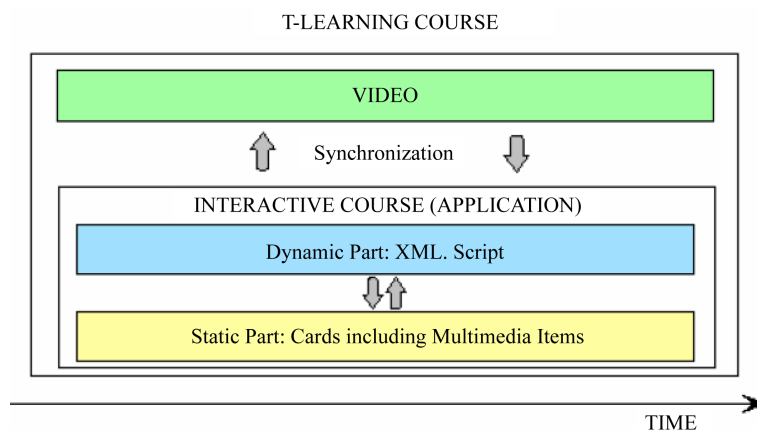 T-LEARNING COURSE
VIDEO
Synchronization
INTERACTIVE COURSE (APPLICATION)
Dynamic Part: XML. Script
Static Part: Cards including Multimedia Items
TIME